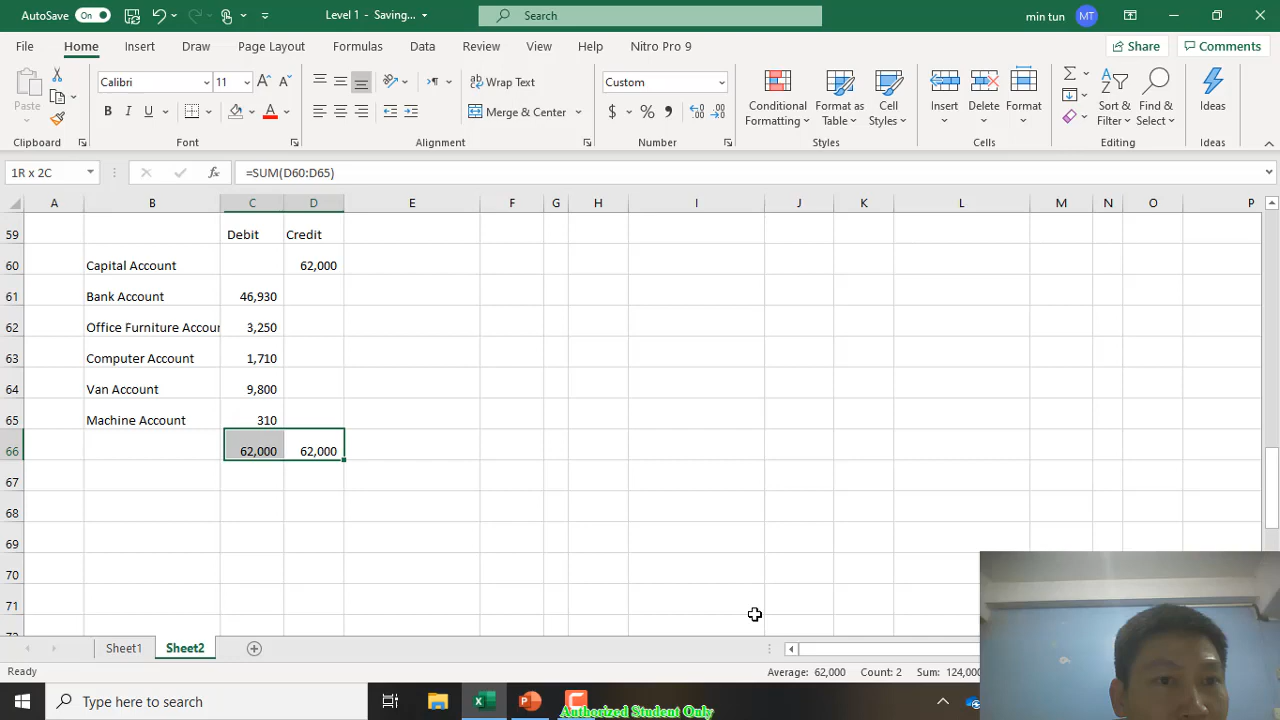 AutoSave On Level 1 - Saving... Search min tun MT
File Home Insert Draw Page Layout Formulas Data Review View Help Nitro Pro 9 Share Comments
Paste Calibri 11 Wrap Text Custom Conditional Formatting Format as Table Cell Styles Insert Delete Format Sort & Filter Find & Select Ideas
B I U A Merge & Center $ %
Clipboard Font Alignment Number Styles Cells Editing Ideas
1R x 2C fx =SUM(D60:D65)
A B C D E F G H I J K L M N O P
59 Debit Credit
60 Capital Account 62,000
61 Bank Account 46,930
62 Office Furniture Accour 3,250
63 Computer Account 1,710
64 Van Account 9,800
65 Machine Account 310
66 62,000 62,000
67
68
69
70
71
Sheet1 Sheet2
Ready Average: 62,000 Count: 2 Sum: 124,000
Type here to search
Authorized Student Only